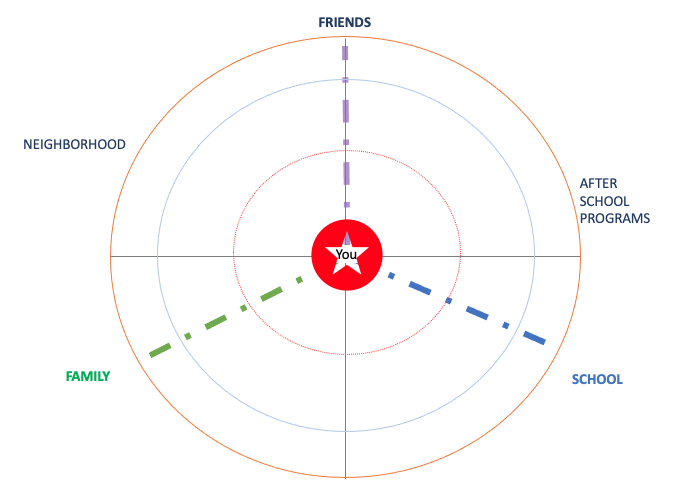 FRIENDS
NEIGHBORHOOD
AFTER
SCHOOL
PROGRAMS
You
FAMILY
SCHOOL